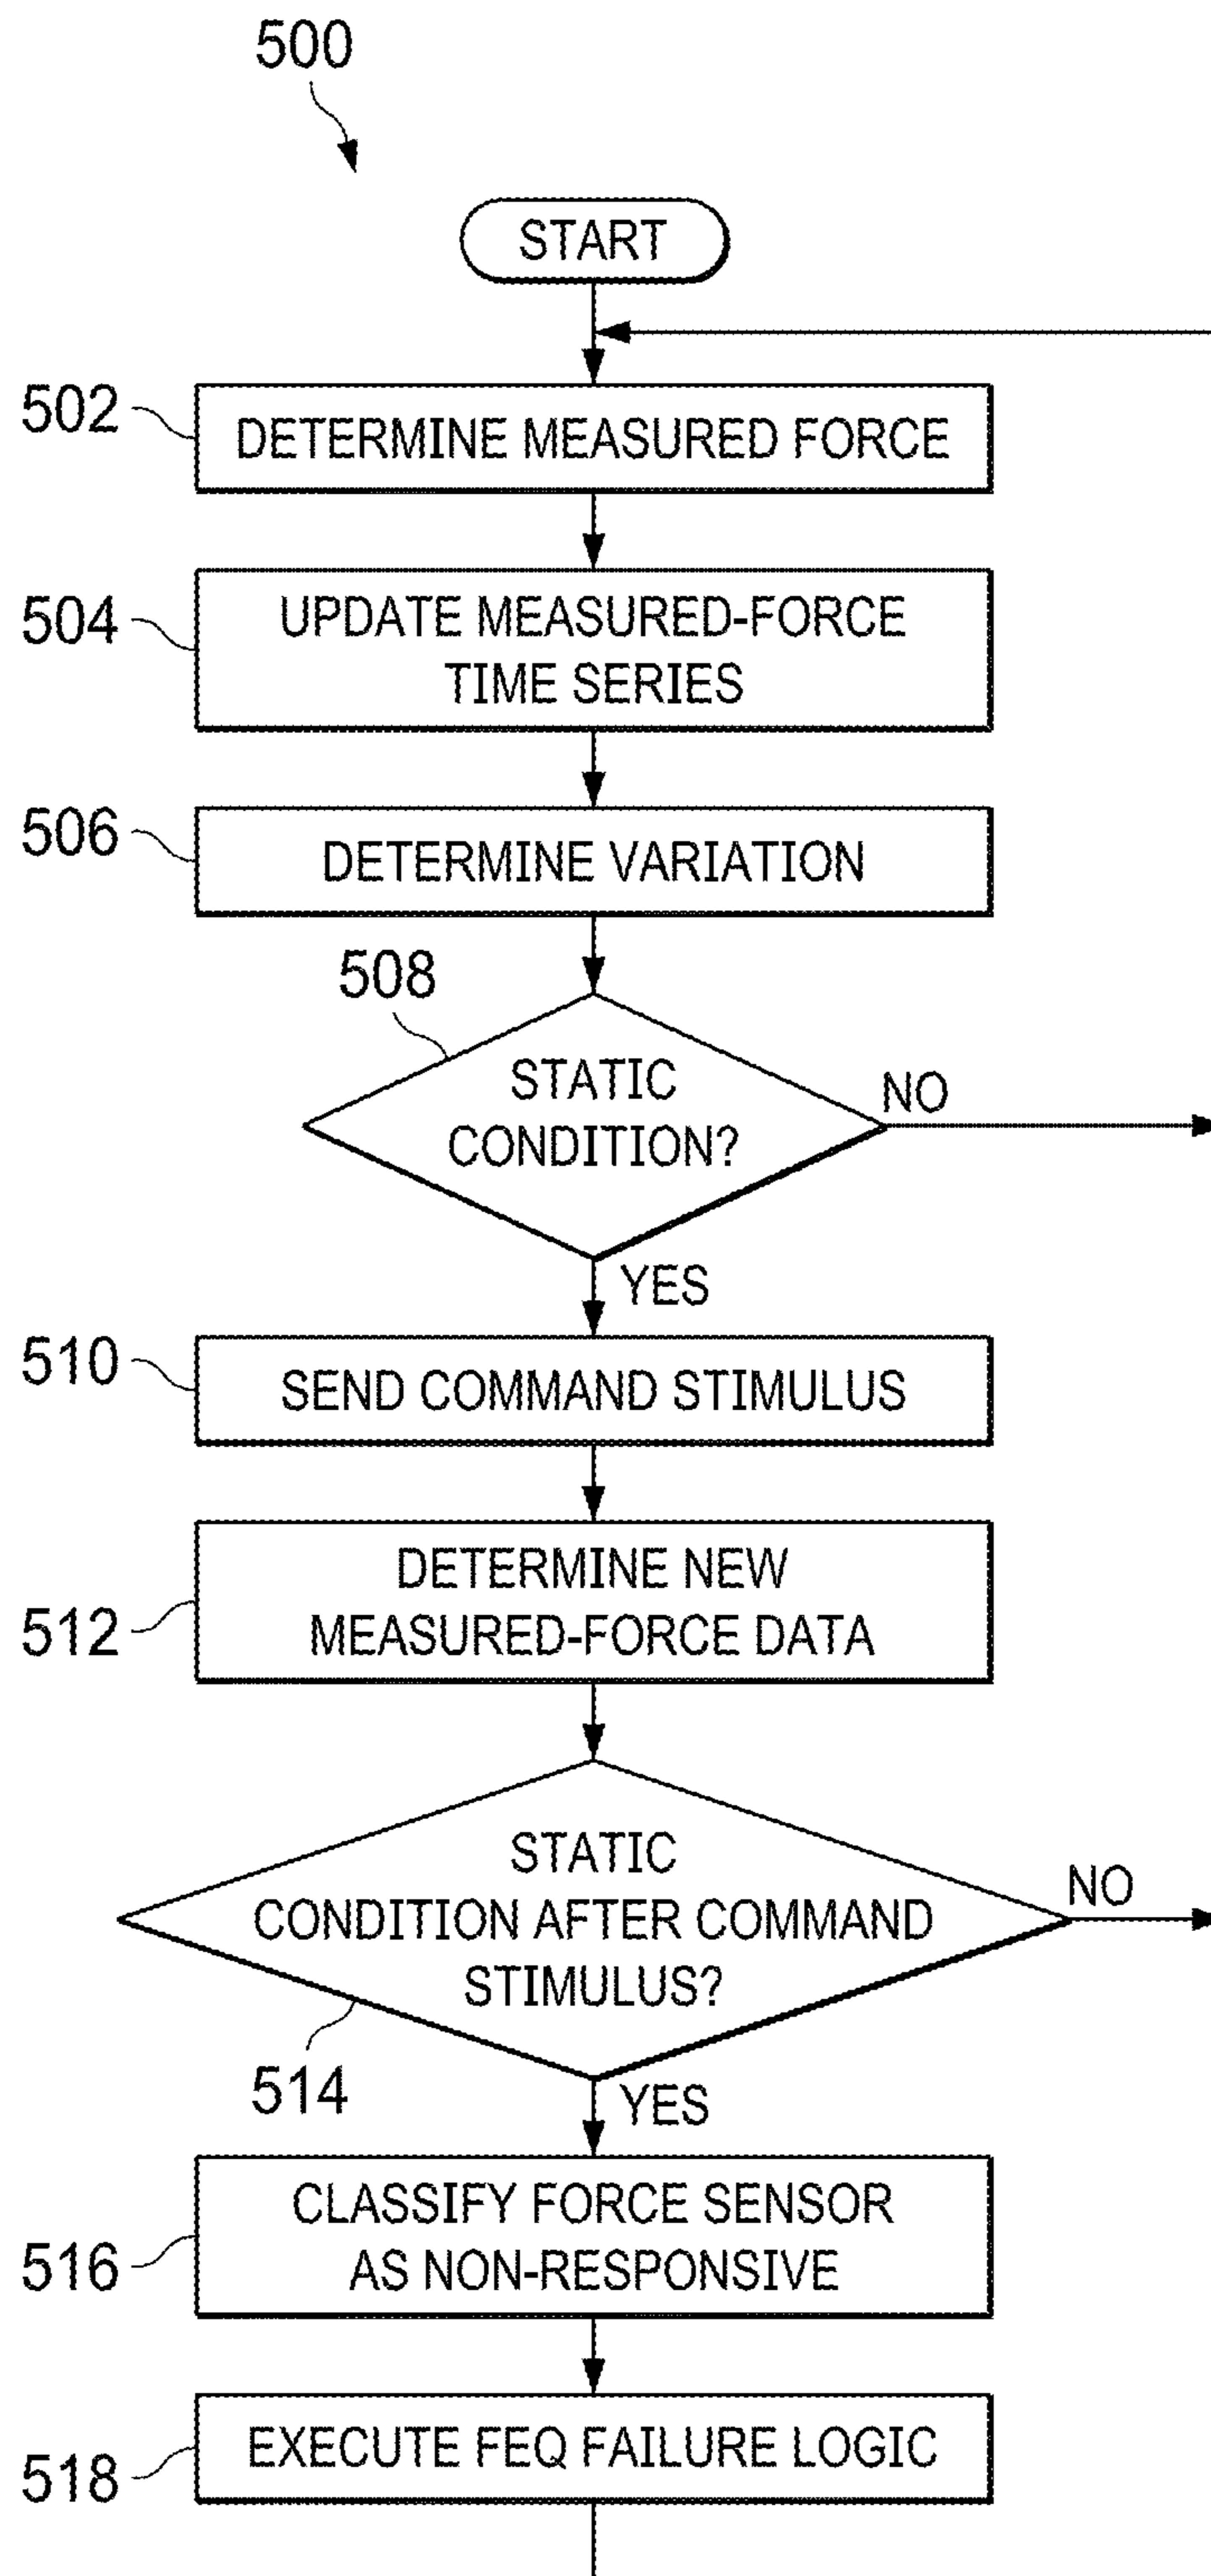 500
START
502
DETERMINE MEASURED FORCE
504
UPDATE MEASURED-FORCE
TIME SERIES
506
DETERMINE VARIATION
508
STATIC
CONDITION?
NO
YES
510
SEND COMMAND STIMULUS
512
DETERMINE NEW
MEASURED-FORCE DATA
STATIC
CONDITION AFTER COMMAND
STIMULUS?
NO
514
YES
516
CLASSIFY FORCE SENSOR
AS NON-RESPONSIVE
518
EXECUTE FEQ FAILURE LOGIC